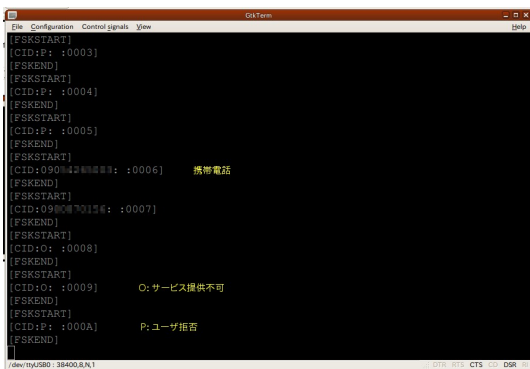 GtkTerm
File Configuration Control signals View Help
[FSKSTART]
[CID:P: :0003]
[FSKEND]
[FSKSTART]
[CID:P: :0004]
[FSKEND]
[FSKSTART]
[CID:P: :0005]
[FSKEND]
[FSKSTART]
: :0006] 携帯電話
[FSKEND]
[FSKSTART]
: :0007]
[FSKEND]
[FSKSTART]
[CID:O: :0008]
[FSKEND]
[FSKSTART]
[CID:O: :0009] O:サービス提供不可
[FSKEND]
[FSKSTART]
[CID:P: :000A] P:ユーザ拒否
[FSKEND]
/dev/ttyUSB0 : 38400,8,N,1 DTR RTS CTS CD DSR RI